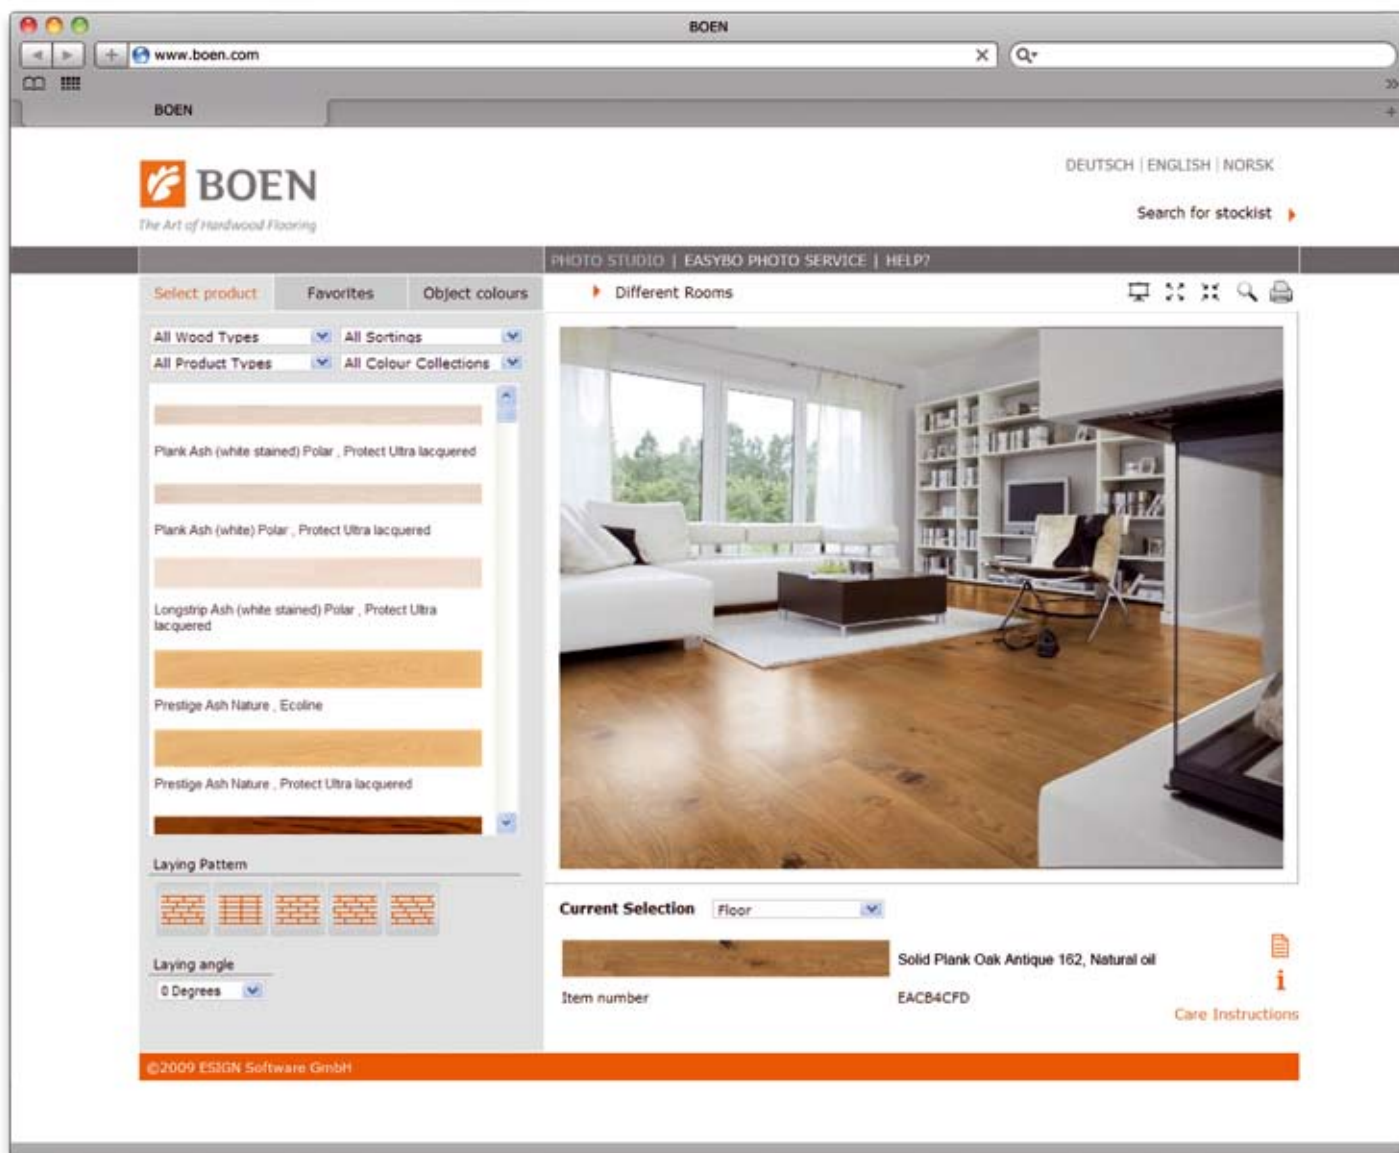 BOEN
www.boen.com
BOEN
BOEN
The Art of Hardwood Flooring
DEUTSCH | ENGLISH | NORSK
Search for stockist
PHOTO STUDIO | EASYBO PHOTO SERVICE | HELP?
Select product
Favorites
Object colours
Different Rooms
All Wood Types
All Sortings
All Product Types
All Colour Collections
Plank Ash (white stained) Polar , Protect Ultra lacquered
Plank Ash (white) Polar , Protect Ultra lacquered
Longstrip Ash (white stained) Polar , Protect Ultra
lacquered
Prestige Ash Nature , Ecoline
Prestige Ash Nature , Protect Ultra lacquered
Laying Pattern
Laying angle
0 Degrees
Current Selection
Floor
Solid Plank Oak Antique 162, Natural oil
Item number
EACB4CFD
Care Instructions
©2009 ESIGN Software GmbH